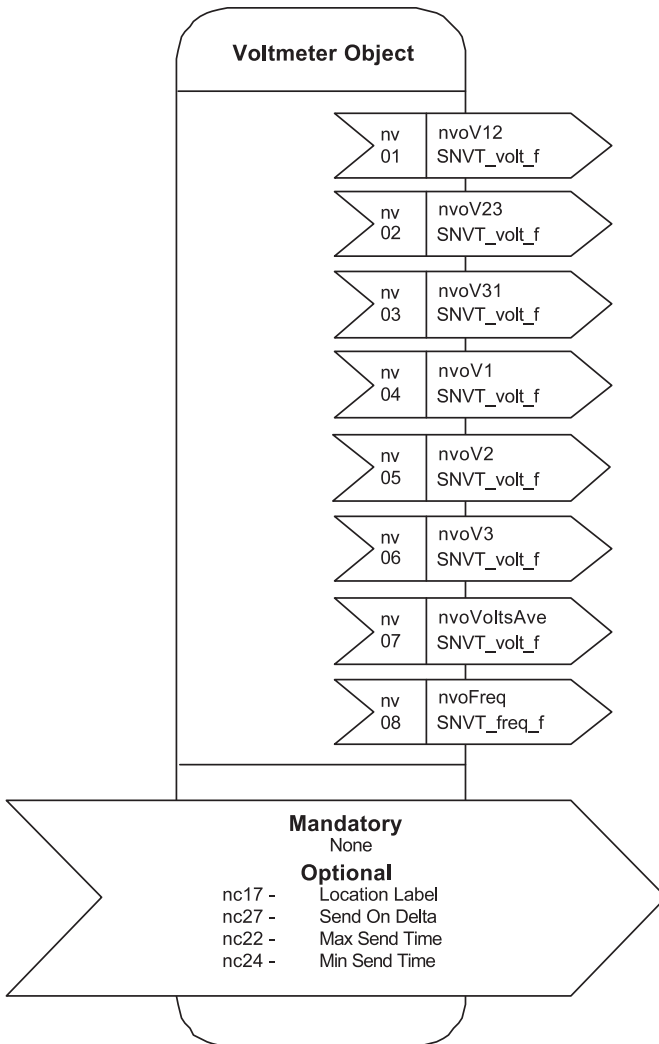 Voltmeter Object
nv nvoV12
01 SNVT_volt_f
nv nvoV23
02 SNVT_volt_f
nv nvoV31
03 SNVT_volt_f
nv nvoV1
04 SNVT_volt_f
nv nvoV2
05 SNVT_volt_f
nv nvoV3
06 SNVT_volt_f
nv nvoVoltsAve
07 SNVT_volt_f
nv nvoFreq
08 SNVT_freq_f
Mandatory
None
Optional
nc17 - Location Label
nc27 - Send On Delta
nc22 - Max Send Time
nc24 - Min Send Time